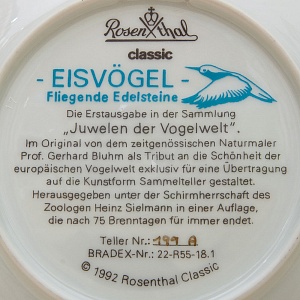 Rosenthal
classic
- EISVÖGEL -
Fliegende Edelsteine
Die Erstausgabe in der Sammlung
„Juwelen der Vogelwelt".
Im Original von dem zeitgenössischen Naturmaler
Prof. Gerhard Bluhm als Tribut an die Schönheit der
europäischen Vogelwelt exklusiv für eine Übertragung
auf die Kunstform Sammelteller gestaltet.
Herausgegeben unter der Schirmherrschaft des
Zoologen Heinz Sielmann in einer Auflage,
die nach 75 Brenntagen für immer endet.
Teller Nr.: 199 A
BRADEX-Nr.: 22-R55-18.1
© 1992 Rosenthal Classic